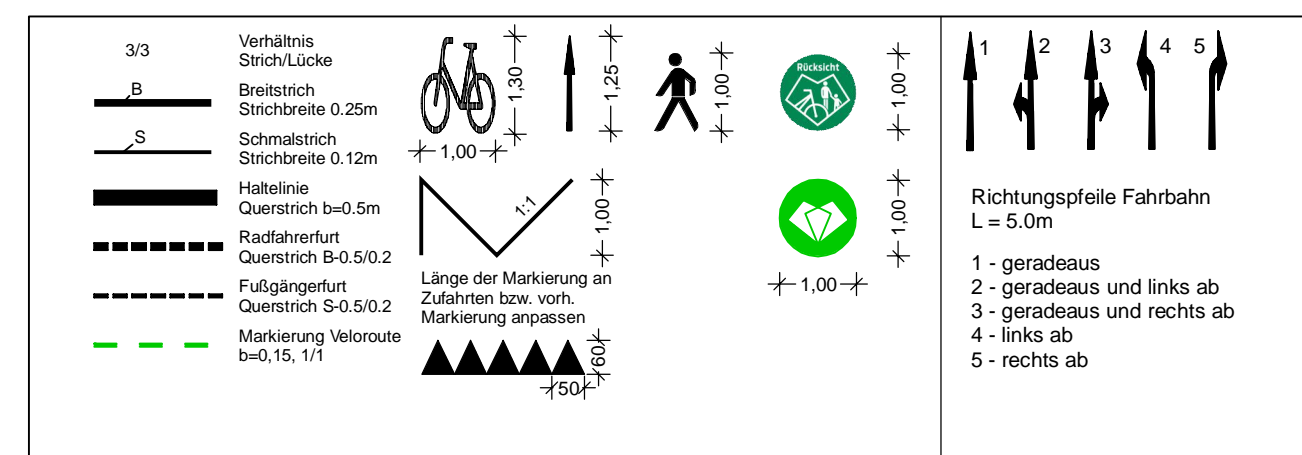 3/3
Verhältnis
Strich/Lücke
B
Breitstrich
Strichbreite 0.25m
S
Schmalstrich
Strichbreite 0.12m
Haltelinie
Querstrich b=0.5m
Radfahrerfurt
Querstrich B-0.5/0.2
Fußgängerfurt
Querstrich S-0.5/0.2
Markierung Veloroute
b=0,15, 1/1
1,30
1,00
1,25
1,00
Rücksicht
1,00
1:1
1,00
Länge der Markierung an
Zufahrten bzw. vorh.
Markierung anpassen
60
50
1,00
1,00
1 2 3 4 5
Richtungspfeile Fahrbahn
L = 5.0m
1 - geradeaus
2 - geradeaus und links ab
3 - geradeaus und rechts ab
4 - links ab
5 - rechts ab